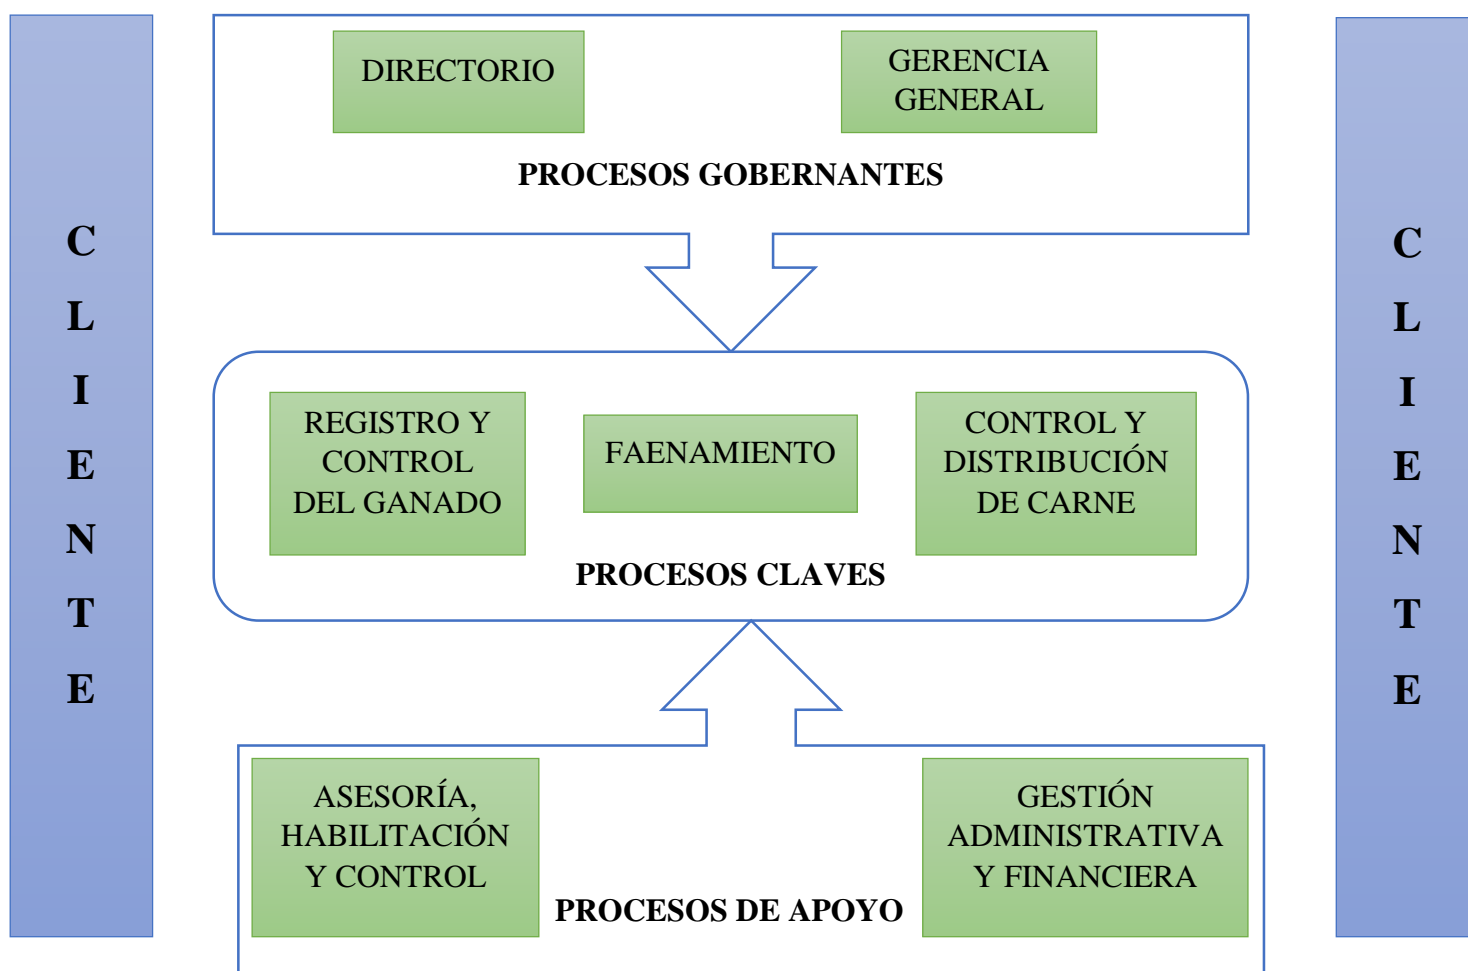 C
L
I
E
N
T
E
DIRECTORIO
GERENCIA
GENERAL
PROCESOS GOBERNANTES
REGISTRO Y
CONTROL
DEL GANADO
FAENAMIENTO
CONTROL Y
DISTRIBUCIÓN
DE CARNE
PROCESOS CLAVES
ASESORÍA,
HABILITACIÓN
Y CONTROL
GESTIÓN
ADMINISTRATIVA
Y FINANCIERA
PROCESOS DE APOYO
C
L
I
E
N
T
E